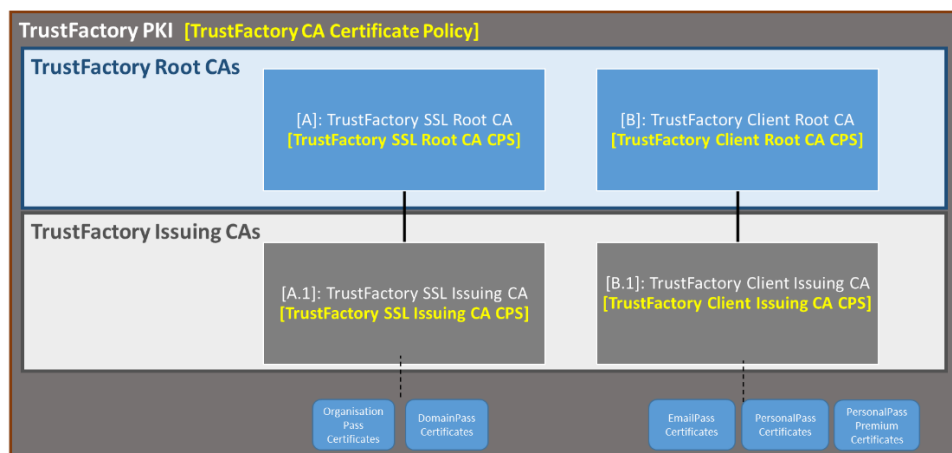 TrustFactory PKI [TrustFactory CA Certificate Policy]
TrustFactory Root CAs
[A]: TrustFactory SSL Root CA
[TrustFactory SSL Root CA CPS]
[B]: TrustFactory Client Root CA
[TrustFactory Client Root CA CPS]
TrustFactory Issuing CAs
[A.1]: TrustFactory SSL Issuing CA
[TrustFactory SSL Issuing CA CPS]
[B.1]: TrustFactory Client Issuing CA
[TrustFactory Client Issuing CA CPS]
Organisation
Pass
Certificates
DomainPass
Certificates
EmailPass
Certificates
PersonalPass
Certificates
PersonalPass
Premium
Certificates